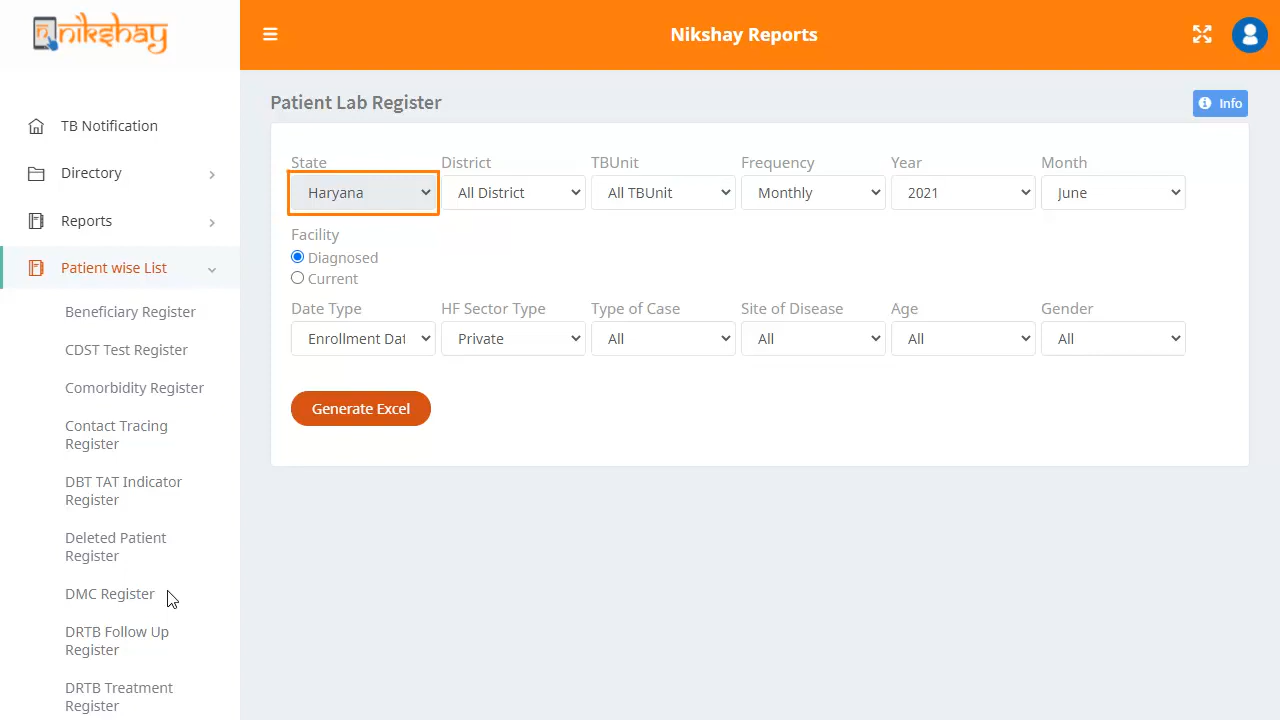 nikshay
Nikshay Reports
TB Notification
Directory
Reports
Patient wise List
Beneficiary Register
CDST Test Register
Comorbidity Register
Contact Tracing
Register
DBT TAT Indicator
Register
Deleted Patient
Register
DMC Register
DRTB Follow Up
Register
DRTB Treatment
Register
Patient Lab Register
Info
State District TBUnit Frequency Year Month
Haryana All District All TBUnit Monthly 2021 June
Facility
Diagnosed
Current
Date Type HF Sector Type Type of Case Site of Disease Age Gender
Enrollment Dat Private All All All All
Generate Excel